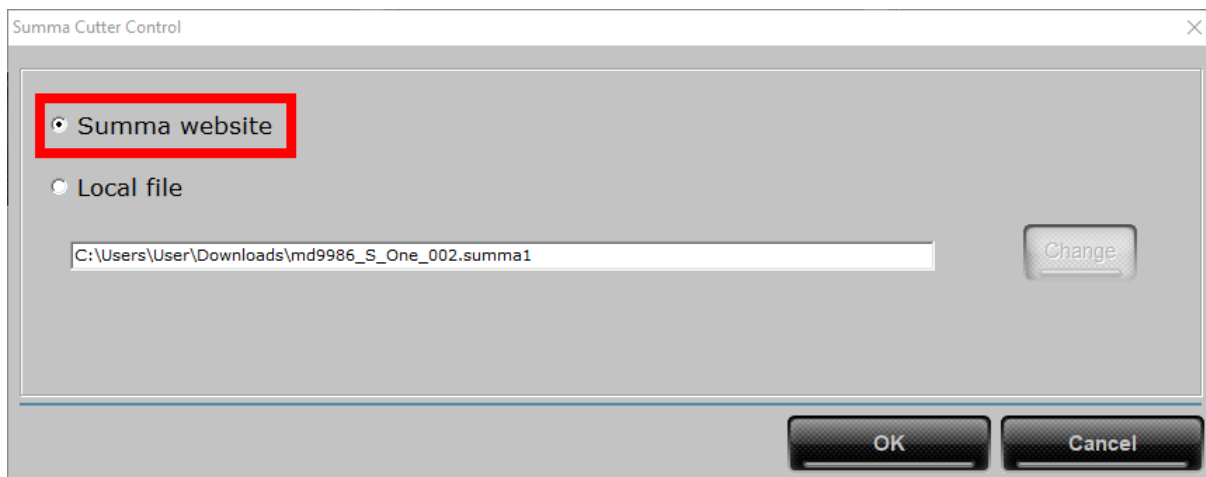 Summa Cutter Control
Summa website
Local file
C:\Users\User\Downloads\md9986_S_One_002.summa1
Change
OK
Cancel